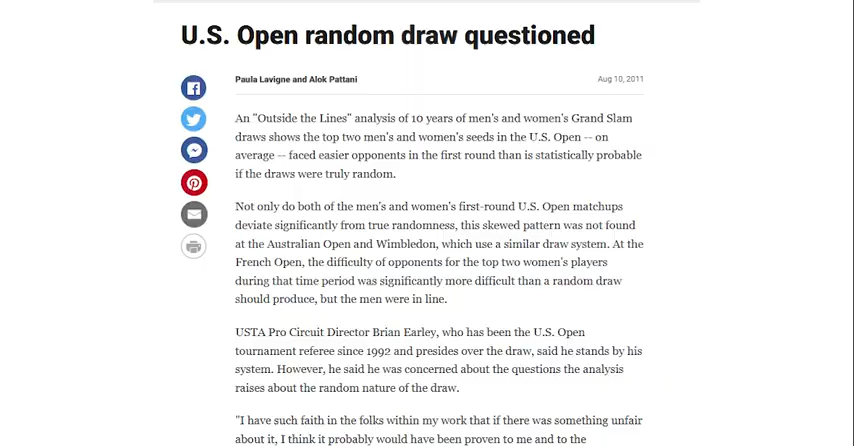 U.S. Open random draw questioned
Paula Lavigne and Alok Pattani
Aug 10, 2011
An "Outside the Lines" analysis of 10 years of men's and women's Grand Slam
draws shows the top two men's and women's seeds in the U.S. Open -- on
average -- faced easier opponents in the first round than is statistically probable
if the draws were truly random.
Not only do both of the men's and women's first-round U.S. Open matchups
deviate significantly from true randomness, this skewed pattern was not found
at the Australian Open and Wimbledon, which use a similar draw system. At the
French Open, the difficulty of opponents for the top two women's players
during that time period was significantly more difficult than a random draw
should produce, but the men were in line.
USTA Pro Circuit Director Brian Earley, who has been the U.S. Open
tournament referee since 1992 and presides over the draw, said he stands by his
system. However, he said he was concerned about the questions the analysis
raises about the random nature of the draw.
"I have such faith in the folks within my work that if there was something unfair
about it, I think it probably would have been proven to me and to the